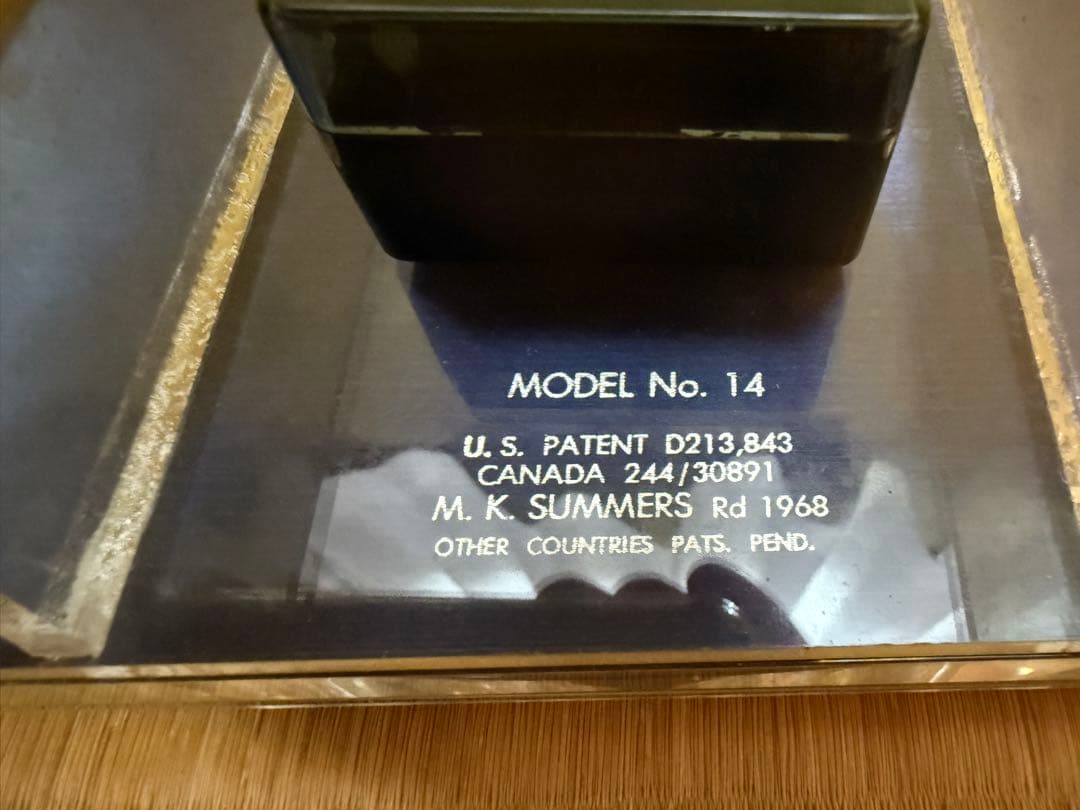 MODEL No. 14
U. S. PATENT D213,843
CANADA 244/30891
M. K. SUMMERS Rd 1968
OTHER COUNTRIES PATS. PEND.